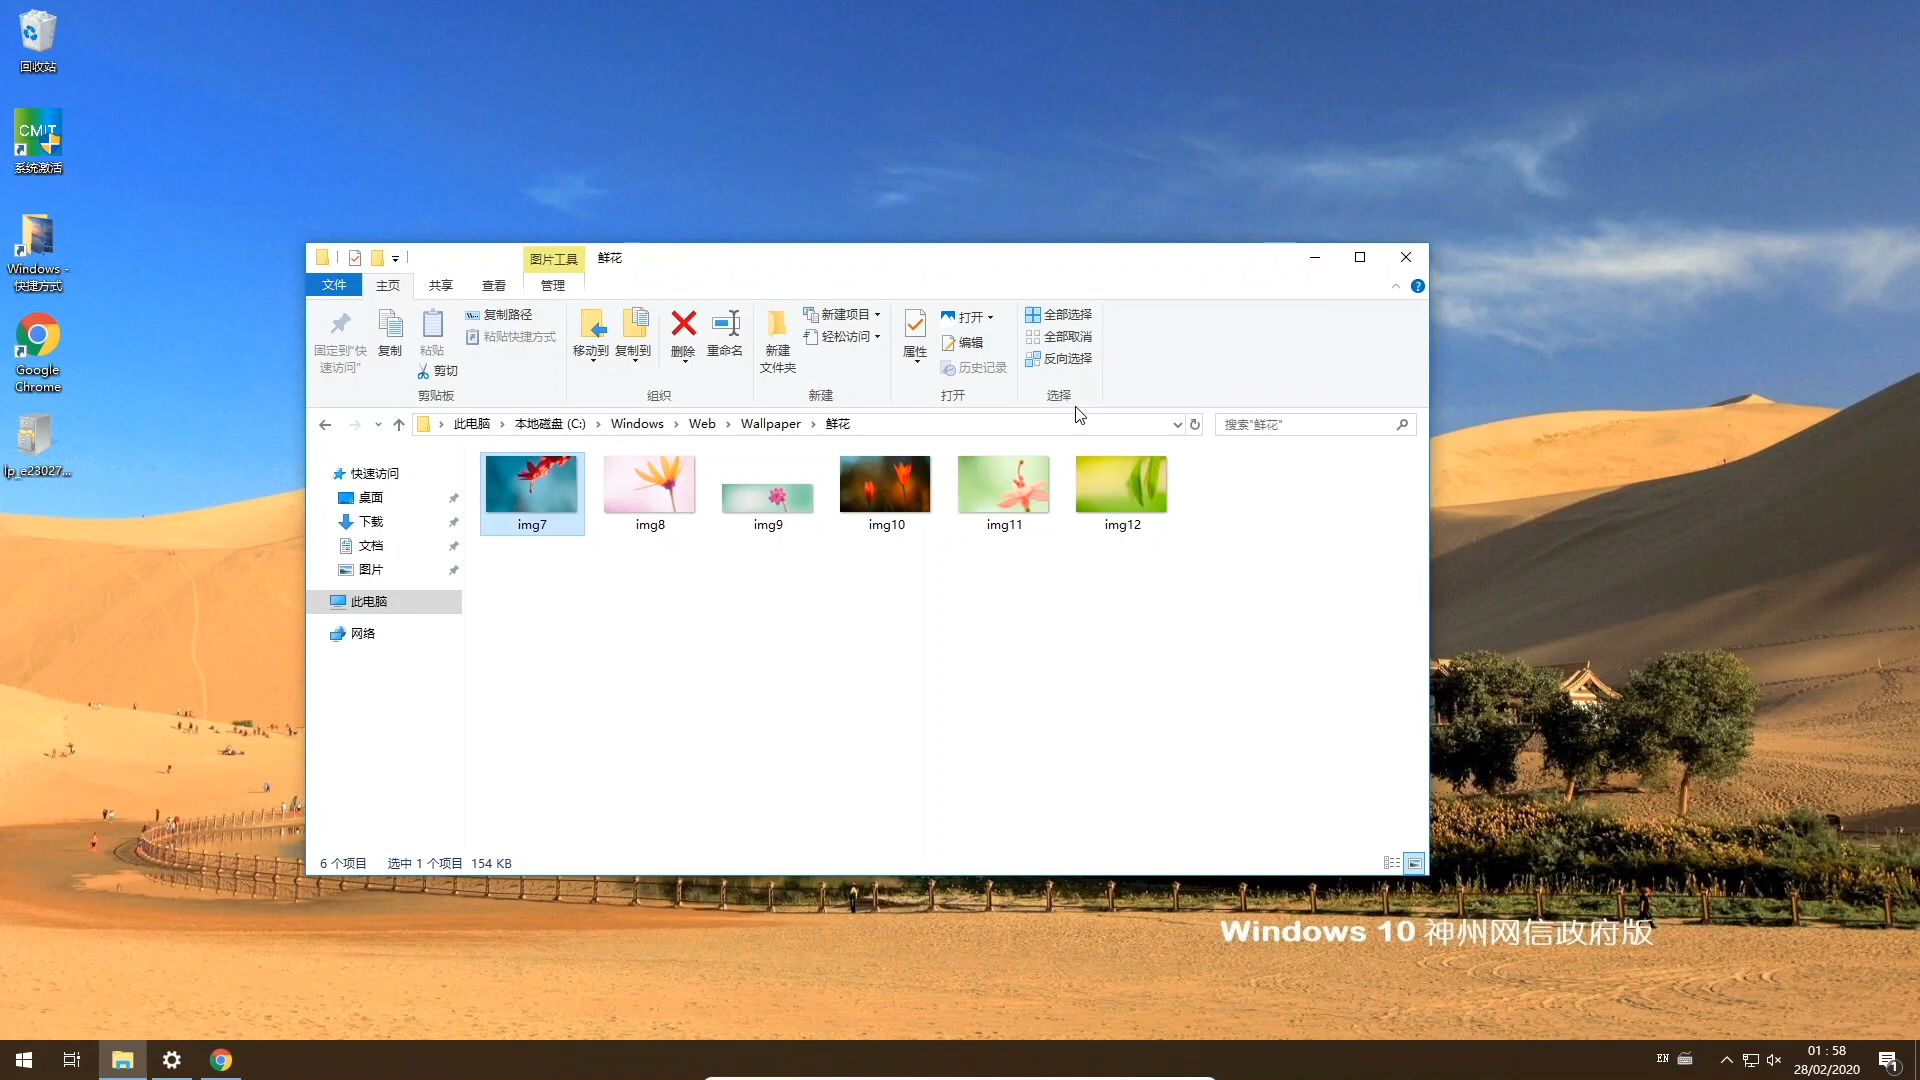 回收站
CMIT
系统激活
Windows -
快捷方式
Google
Chrome
lp_e23027...
图片工具
鲜花
文件
主页
共享
查看
管理
固定到"快
速访问"
复制
粘贴
复制路径
粘贴快捷方式
剪切
剪贴板
移动到
复制到
删除
重命名
组织
新建
文件夹
新建项目
轻松访问
新建
属性
打开
编辑
历史记录
打开
全部选择
全部取消
反向选择
选择
此电脑 › 本地磁盘 (C:) › Windows › Web › Wallpaper › 鲜花
搜索"鲜花"
快速访问
桌面
下载
文档
图片
此电脑
网络
img7
img8
img9
img10
img11
img12
6 个项目
选中 1 个项目 154 KB
Windows 10 神州网信政府版
EN
01 : 58
28/02/2020
1